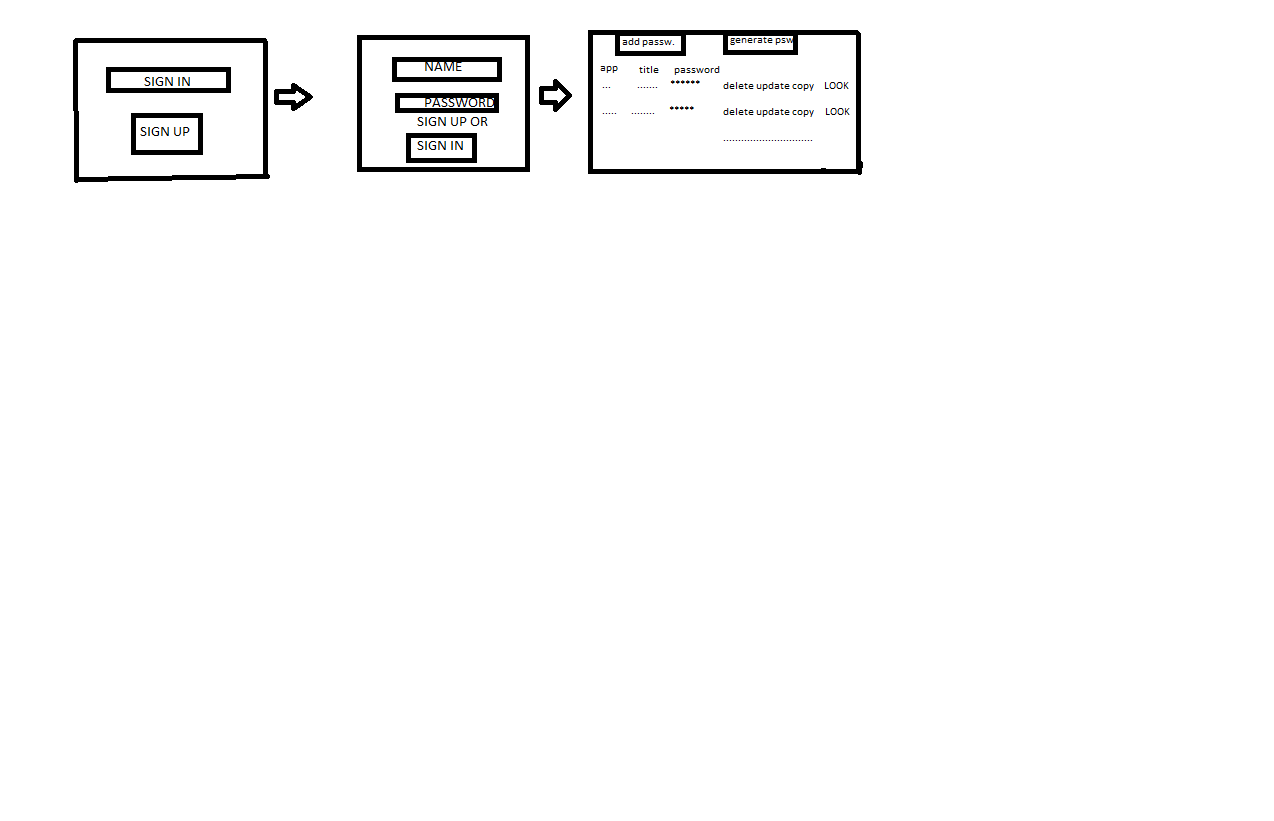 SIGN IN
SIGN UP
NAME
PASSWORD
SIGN UP OR
SIGN IN
add passw. generate psw
app title password
... ....... ****** delete update copy LOOK
..... ........ ***** delete update copy LOOK
..............................